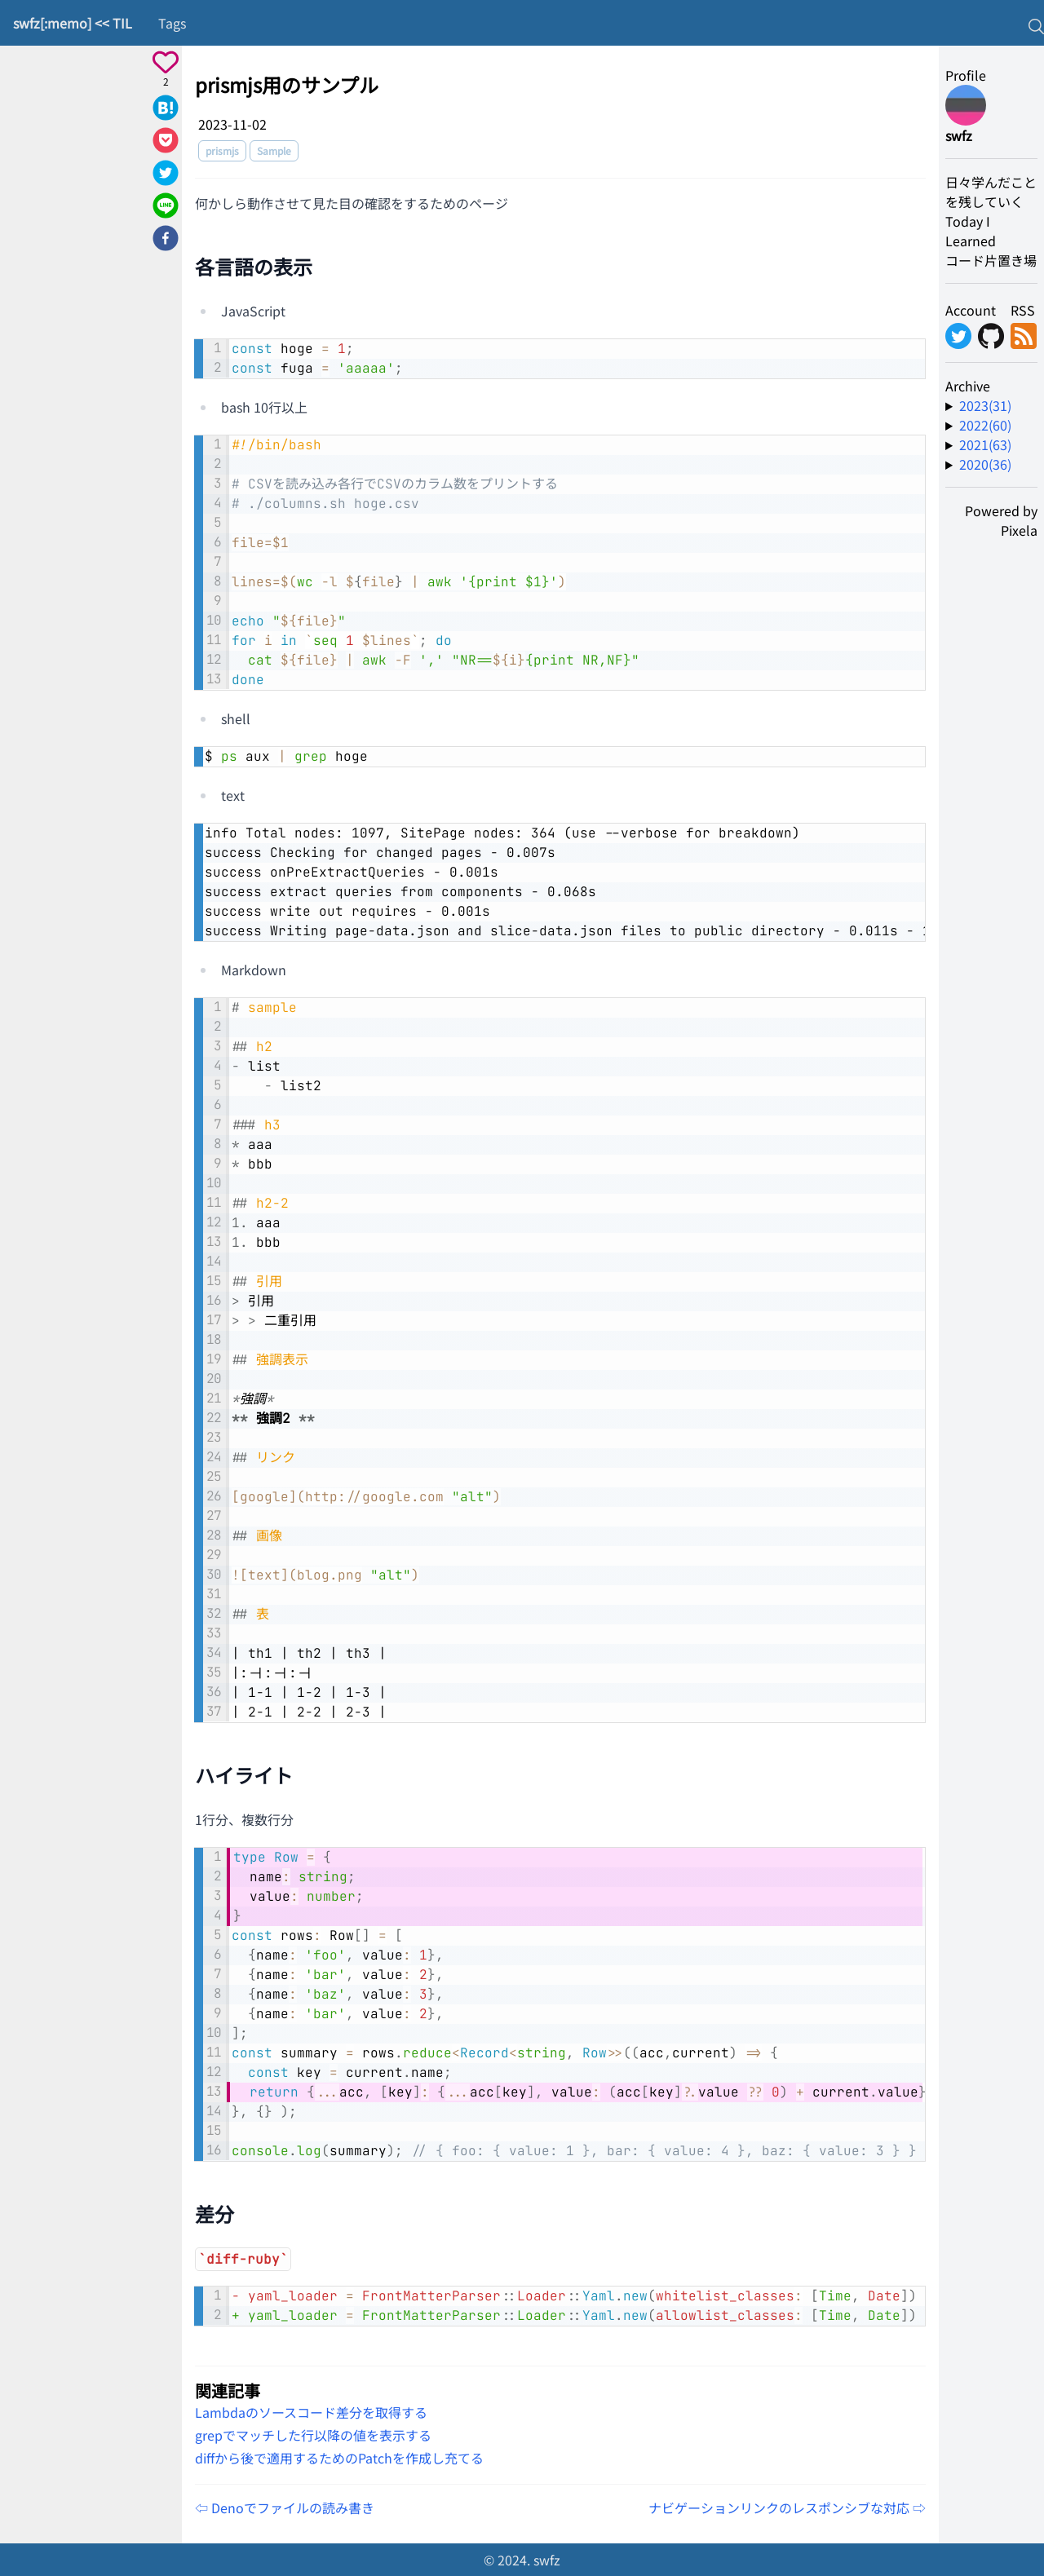 swfz[:memo] << TIL Tags
2
prismjs用のサンプル
2023-11-02
prismjs Sample
何かしら動作させて見た目の確認をするためのページ
各言語の表示
JavaScript
1 const hoge = 1;
2 const fuga = 'aaaaa';
bash 10行以上
1 #!/bin/bash
2
3 # CSVを読み込み各行でCSVのカラム数をプリントする
4 # ./columns.sh hoge.csv
5
6 file=$1
7
8 lines=$(wc -l ${file} | awk '{print $1}')
9
10 echo "${file}"
11 for i in `seq 1 $lines`; do
12   cat ${file} | awk -F ',' "NR==${i}{print NR,NF}"
13 done
shell
$ ps aux | grep hoge
text
info Total nodes: 1097, SitePage nodes: 364 (use --verbose for breakdown)
success Checking for changed pages - 0.007s
success onPreExtractQueries - 0.001s
success extract queries from components - 0.068s
success write out requires - 0.001s
success Writing page-data.json and slice-data.json files to public directory - 0.011s -
Markdown
1 # sample
2
3 ## h2
4 - list
5     - list2
6
7 ### h3
8 * aaa
9 * bbb
10
11 ## h2-2
12 1. aaa
13 1. bbb
14
15 ## 引用
16 > 引用
17 > > 二重引用
18
19 ## 強調表示
20
21 *強調*
22 ** 強調2 **
23
24 ## リンク
25
26 [google](http://google.com "alt")
27
28 ## 画像
29
30 ![text](blog.png "alt")
31
32 ## 表
33
34 | th1 | th2 | th3 |
35 |:-|:-|:-|
36 | 1-1 | 1-2 | 1-3 |
37 | 2-1 | 2-2 | 2-3 |
ハイライト
1行分、複数行分
1 type Row = {
2   name: string;
3   value: number;
4 }
5 const rows: Row[] = [
6   {name: 'foo', value: 1},
7   {name: 'bar', value: 2},
8   {name: 'baz', value: 3},
9   {name: 'bar', value: 2},
10 ];
11 const summary = rows.reduce<Record<string, Row>>((acc,current) => {
12   const key = current.name;
13   return {...acc, [key]: {...acc[key], value: (acc[key]?.value ?? 0) + current.value}
14 }, {} );
15
16 console.log(summary); // { foo: { value: 1 }, bar: { value: 4 }, baz: { value: 3 } }
差分
`diff-ruby`
1 - yaml_loader = FrontMatterParser::Loader::Yaml.new(whitelist_classes: [Time, Date])
2 + yaml_loader = FrontMatterParser::Loader::Yaml.new(allowlist_classes: [Time, Date])
関連記事
Lambdaのソースコード差分を取得する
grepでマッチした行以降の値を表示する
diffから後で適用するためのPatchを作成し充てる
⇦ Denoでファイルの読み書き
ナビゲーションリンクのレスポンシブな対応 ⇨
Profile
swfz
日々学んだこと
を残していく
Today I
Learned
コード片置き場
Account RSS
Archive
▶ 2023(31)
▶ 2022(60)
▶ 2021(63)
▶ 2020(36)
Powered by
Pixela
© 2024. swfz